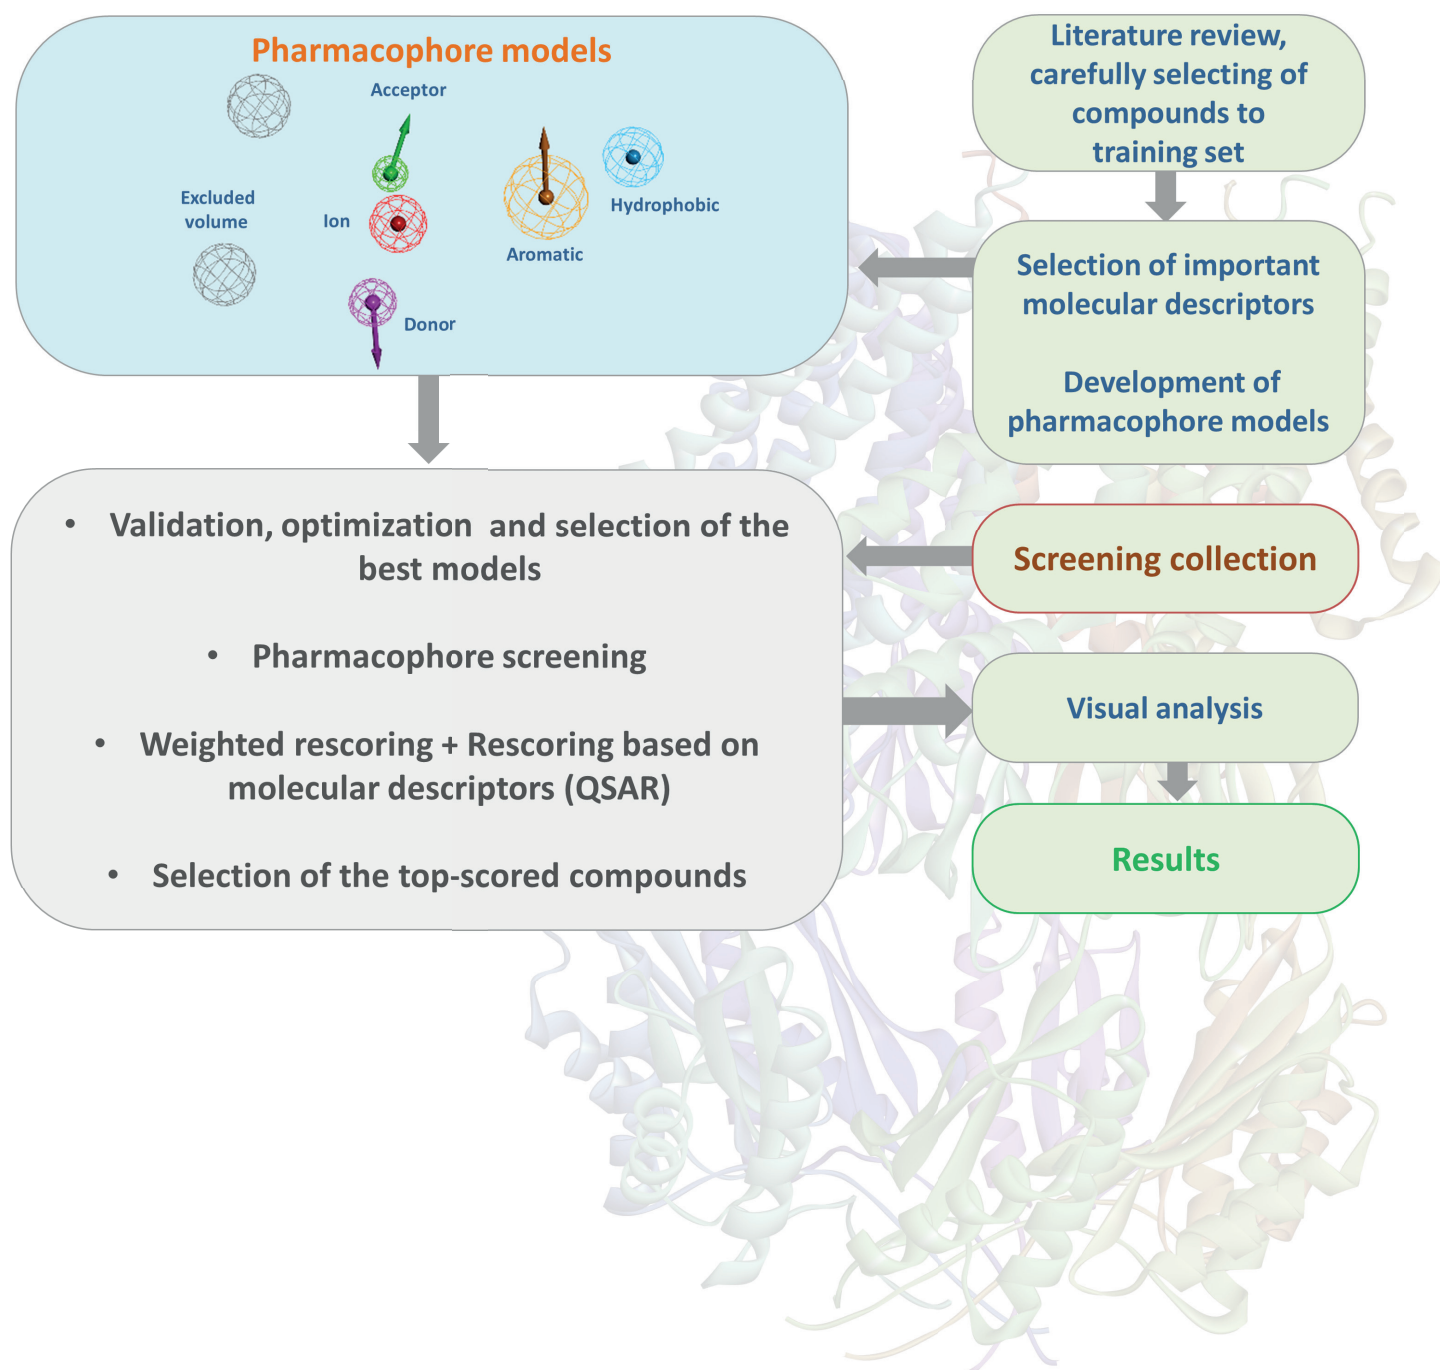 Pharmacophore models
Acceptor
Excluded
volume
Ion
Aromatic
Hydrophobic
Donor
Literature review,
carefully selecting of
compounds to
training set
Selection of important
molecular descriptors
Development of
pharmacophore models
• Validation, optimization and selection of the
best models
• Pharmacophore screening
• Weighted rescoring + Rescoring based on
molecular descriptors (QSAR)
• Selection of the top-scored compounds
Screening collection
Visual analysis
Results